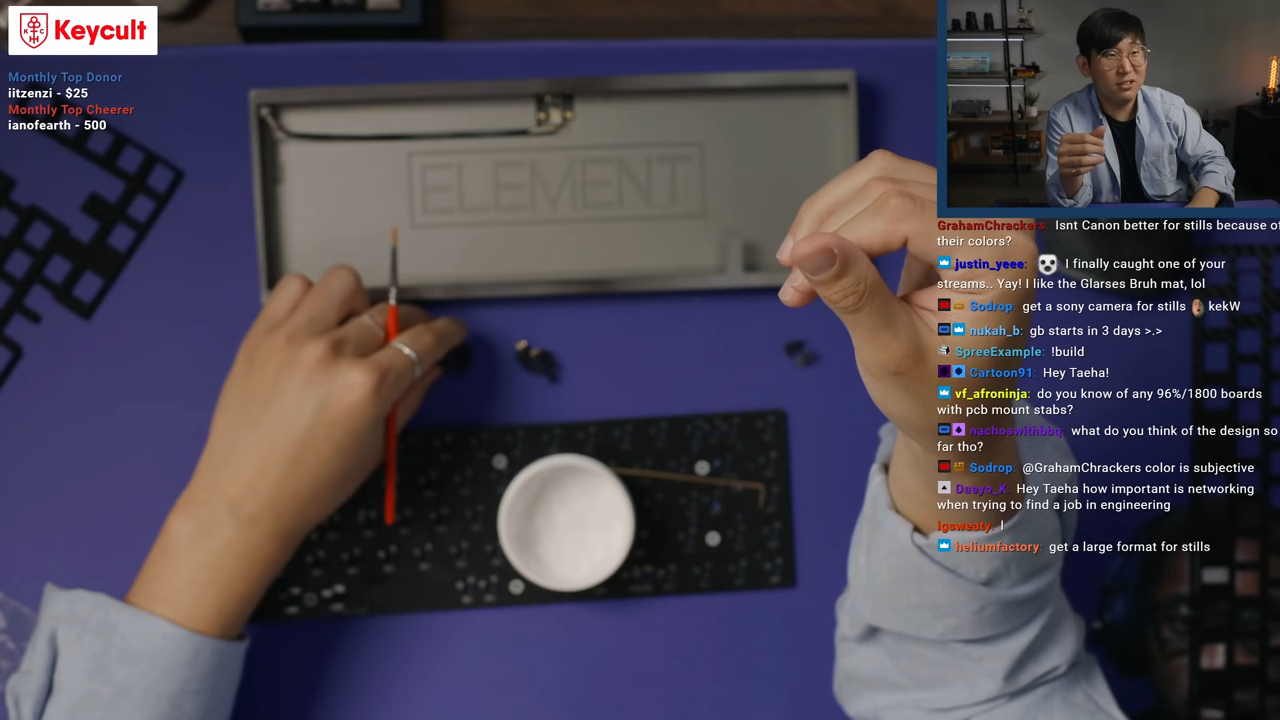 Keycult
Monthly Top Donor
iitzenzi - $25
Monthly Top Cheerer
ianofearth - 500
ELEMENT
GrahamChrackers: Isnt Canon better for stills because of
their colors?
justin_yeee: I finally caught one of your
streams.. Yay! I like the Glarses Bruh mat, lol
Sodrop: get a sony camera for stills kekW
nukah_b: gb starts in 3 days >.>
SpreeExample: !build
Cartoon91: Hey Taeha!
vf_afroninja: do you know of any 96%/1800 boards
with pcb mount stabs?
nachoswithbbq: what do you think of the design so
far tho?
Sodrop: @GrahamChrackers color is subjective
Daeyo_K: Hey Taeha how important is networking
when trying to find a job in engineering
igsweaty: l
heliumfactory: get a large format for stills